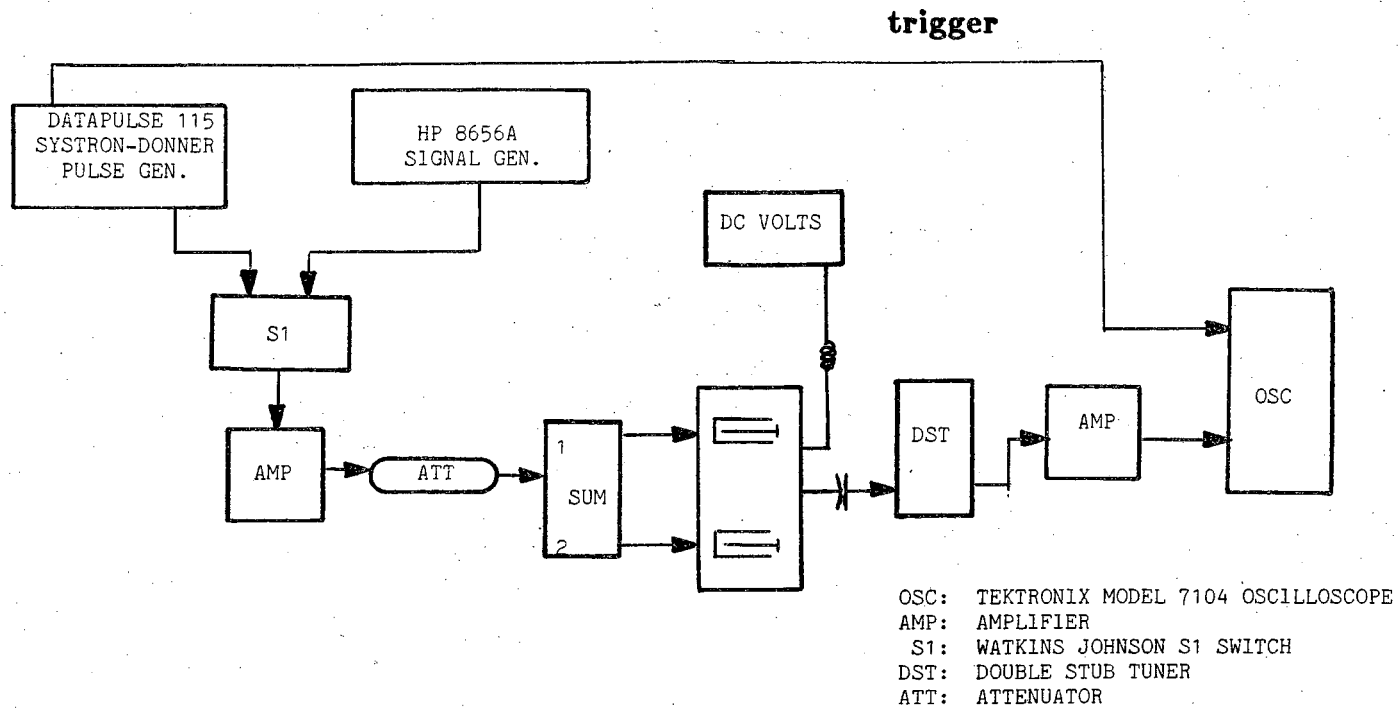 trigger
DATAPULSE 115
SYSTRON-DONNER
PULSE GEN.
HP 8656A
SIGNAL GEN.
DC VOLTS
S1
AMP
ATT
1
SUM
2
DST
AMP
OSC
OSC: TEKTRONIX MODEL 7104 OSCILLOSCOPE
AMP: AMPLIFIER
S1: WATKINS JOHNSON S1 SWITCH
DST: DOUBLE STUB TUNER
ATT: ATTENUATOR